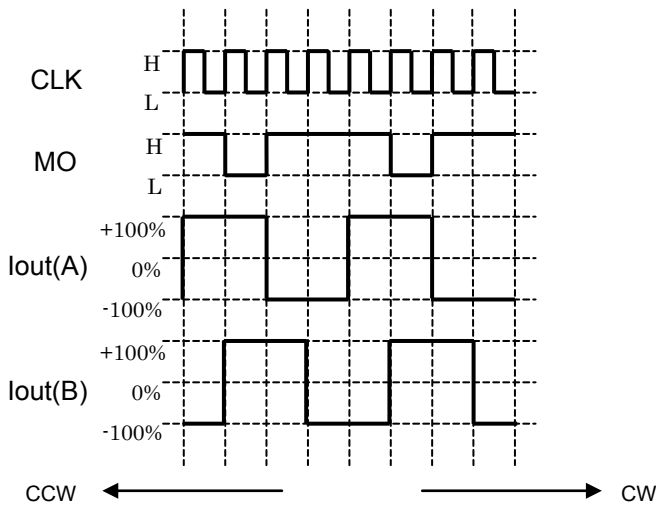 CLK
H
L
MO
H
L
Iout(A)
+100%
0%
-100%
Iout(B)
+100%
0%
-100%
CCW
CW